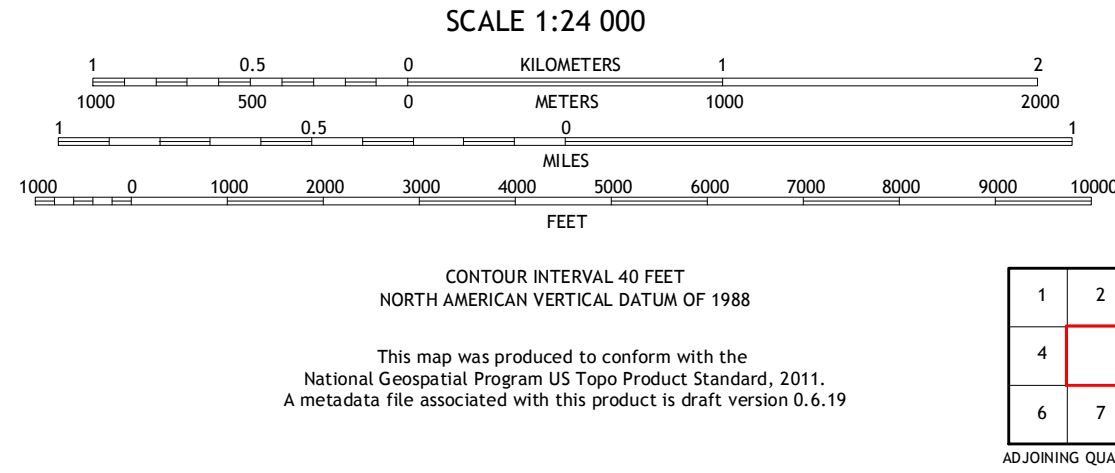 SCALE 1:24 000
1 0.5 0 KILOMETERS 1 2
1000 500 0 METERS 1000 2000
1 0.5 0 1
MILES
1000 0 1000 2000 3000 4000 5000 6000 7000 8000 9000 10000
FEET
CONTOUR INTERVAL 40 FEET
NORTH AMERICAN VERTICAL DATUM OF 1988
This map was produced to conform with the
National Geospatial Program US Topo Product Standard, 2011.
A metadata file associated with this product is draft version 0.6.19
1 2
4
6 7
ADJOINING QUA